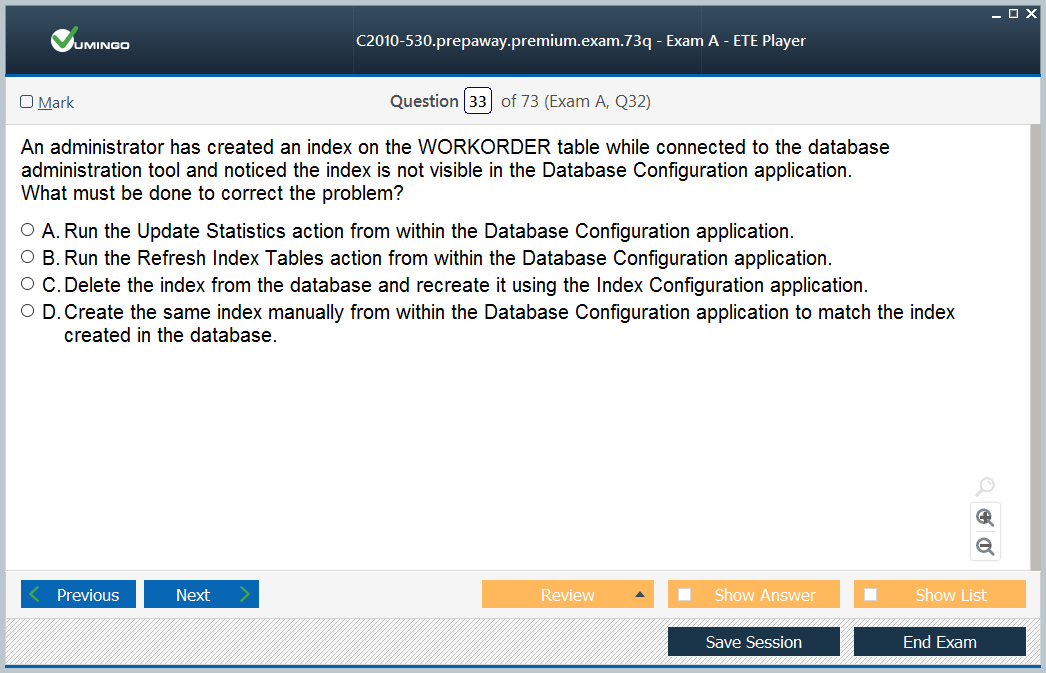 VUMINGO
C2010-530.prepaway.premium.exam.73q - Exam A - ETE Player
Mark
Question 33 of 73 (Exam A, Q32)
An administrator has created an index on the WORKORDER table while connected to the database
administration tool and noticed the index is not visible in the Database Configuration application.
What must be done to correct the problem?
A. Run the Update Statistics action from within the Database Configuration application.
B. Run the Refresh Index Tables action from within the Database Configuration application.
C. Delete the index from the database and recreate it using the Index Configuration application.
D. Create the same index manually from within the Database Configuration application to match the index
created in the database.
Previous
Next
Review
Show Answer
Show List
Save Session
End Exam